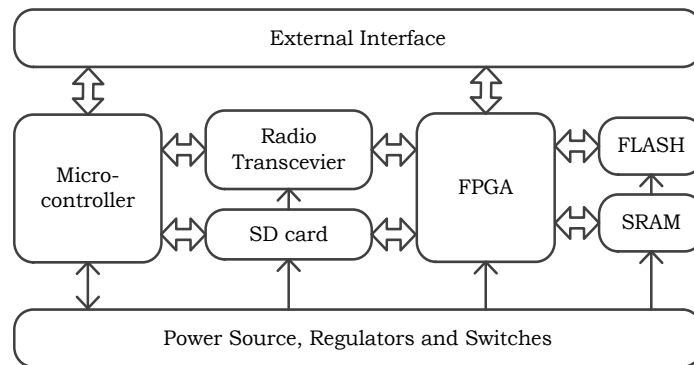 External Interface
Micro-
controller
Radio
Transcevier
FPGA
FLASH
SD card
SRAM
Power Source, Regulators and Switches